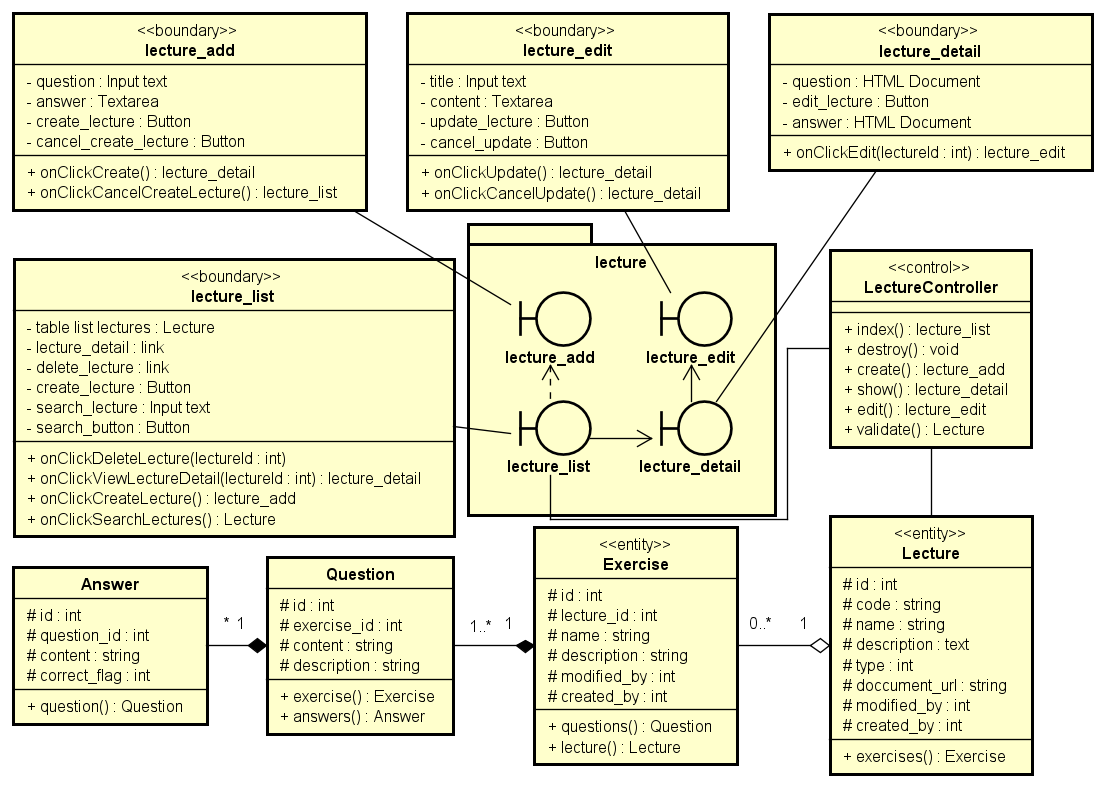 <<boundary>>
lecture_add
- question : Input text
- answer : Textarea
- create_lecture : Button
- cancel_create_lecture : Button
+ onClickCreate() : lecture_detail
+ onClickCancelCreateLecture() : lecture_list
<<boundary>>
lecture_edit
- title : Input text
- content : Textarea
- update_lecture : Button
- cancel_update : Button
+ onClickUpdate() : lecture_detail
+ onClickCancelUpdate() : lecture_detail
<<boundary>>
lecture_detail
- question : HTML Document
- edit_lecture : Button
- answer : HTML Document
+ onClickEdit(lectureId : int) : lecture_edit
<<boundary>>
lecture_list
- table list lectures : Lecture
- lecture_detail : link
- delete_lecture : link
- create_lecture : Button
- search_lecture : Input text
- search_button : Button
+ onClickDeleteLecture(lectureId : int)
+ onClickViewLectureDetail(lectureId : int) : lecture_detail
+ onClickCreateLecture() : lecture_add
+ onClickSearchLectures() : Lecture
lecture
lecture_add
lecture_edit
lecture_list
lecture_detail
<<control>>
LectureController
+ index() : lecture_list
+ destroy() : void
+ create() : lecture_add
+ show() : lecture_detail
+ edit() : lecture_edit
+ validate() : Lecture
Answer
# id : int
# question_id : int
# content : string
# correct_flag : int
+ question() : Question
* 1
Question
# id : int
# exercise_id : int
# content : string
# description : string
+ exercise() : Exercise
+ answers() : Answer
1..* 1
<<entity>>
Exercise
# id : int
# lecture_id : int
# name : string
# description : string
# modified_by : int
# created_by : int
+ questions() : Question
+ lecture() : Lecture
0..* 1
<<entity>>
Lecture
# id : int
# code : string
# name : string
# description : text
# type : int
# doccument_url : string
# modified_by : int
# created_by : int
+ exercises() : Exercise